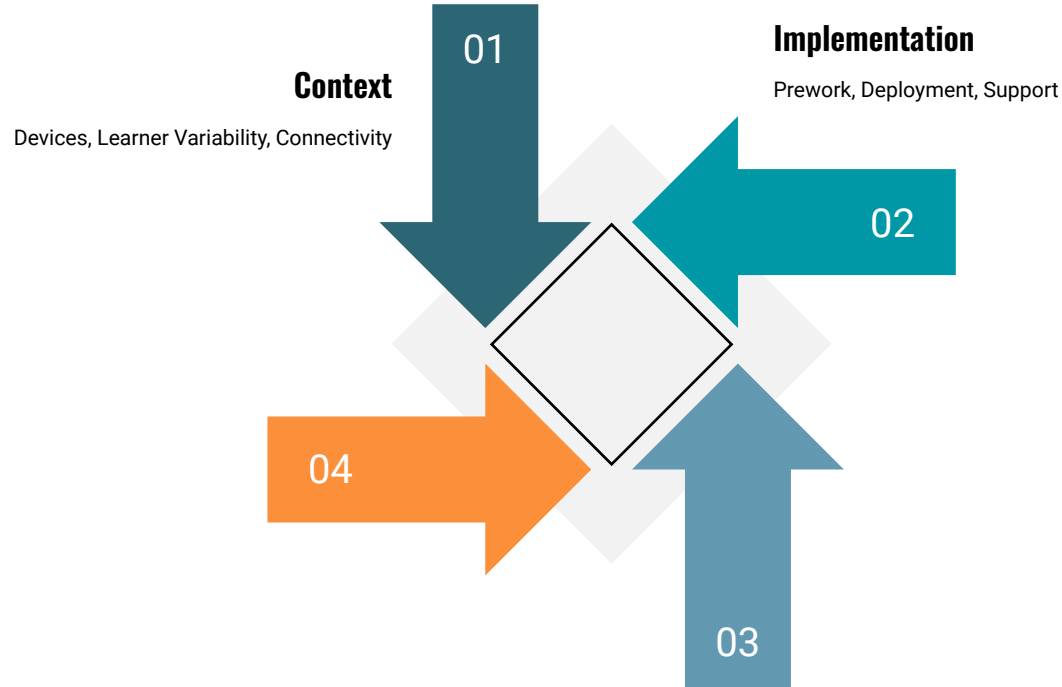 01
Context
Devices, Learner Variability, Connectivity
Implementation
Prework, Deployment, Support
02
04
03